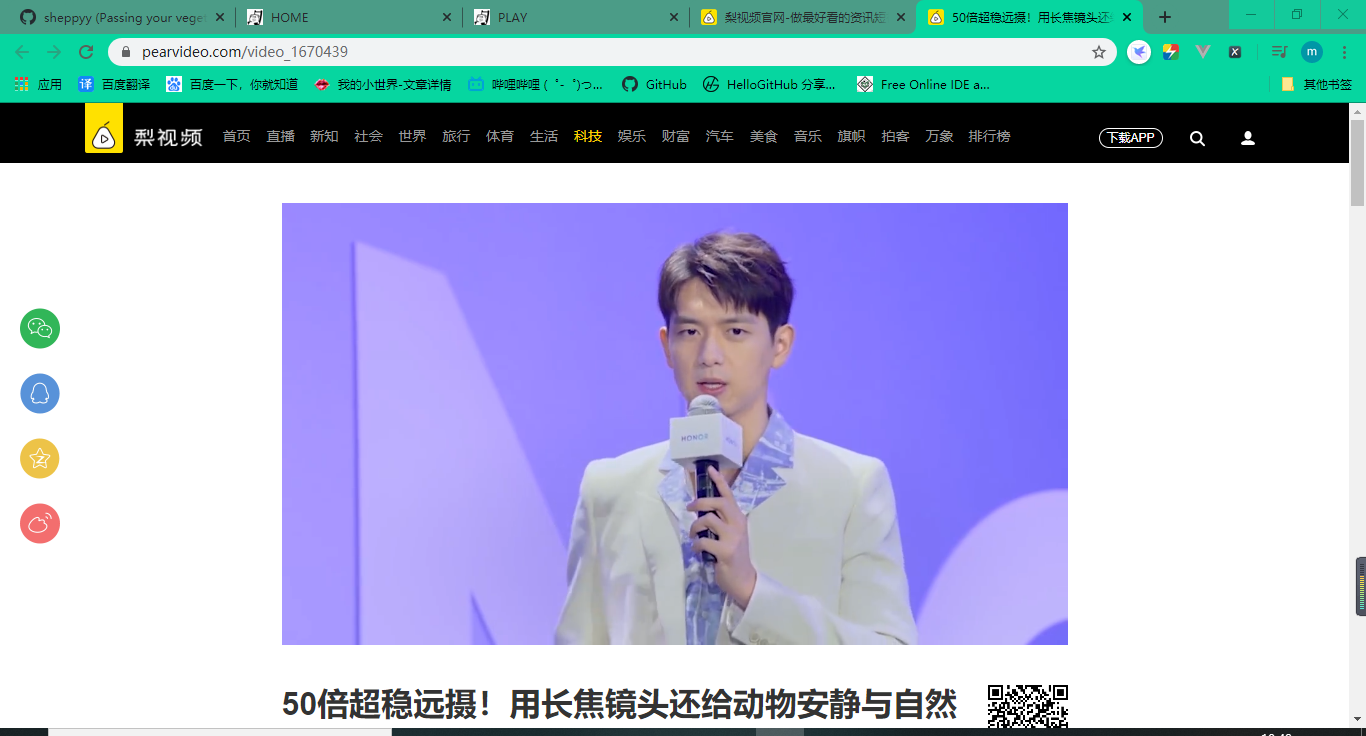 sheppyy (Passing your veget
HOME
PLAY
梨视频官网-做最好看的资讯短
50倍超稳远摄！用长焦镜头还
pearvideo.com/video_1670439
m
应用
译 百度翻译
百度一下，你就知道
我的小世界-文章详情
哔哩哔哩 ( ゜- ゜)つ...
GitHub
HelloGitHub 分享...
Free Online IDE a...
其他书签
梨视频
首页 直播 新知 社会 世界 旅行 体育 生活 科技 娱乐 财富 汽车 美食 音乐 旗帜 拍客 万象 排行榜
下载APP
HONOR
50倍超稳远摄！用长焦镜头还给动物安静与自然